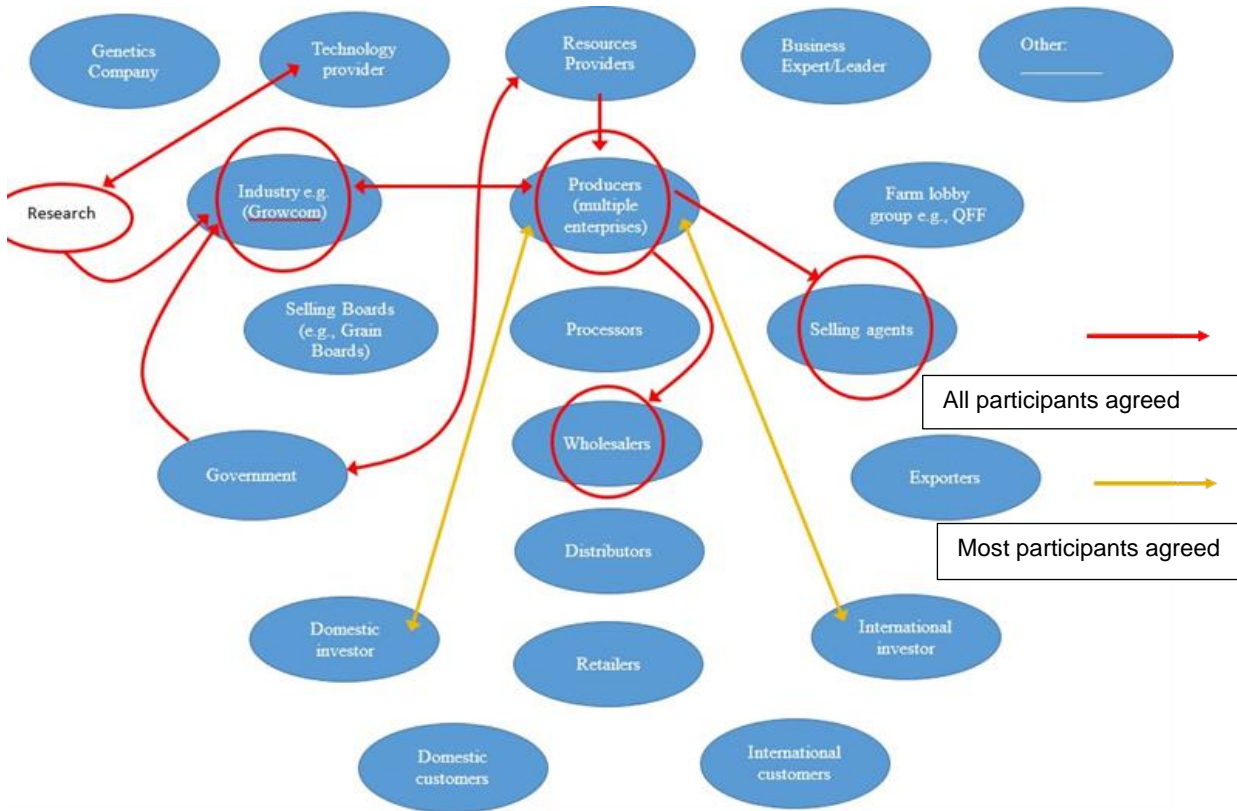 Genetics
Company
Technology
provider
Resources
Providers
Business
Expert/Leader
Other:
Research
Industry e.g.
(Growcom)
Producers
(multiple
enterprises)
Farm lobby
group e.g., QFF
Selling Boards
(e.g., Grain
Boards)
Processors
Selling agents
All participants agreed
Government
Wholesalers
Exporters
Most participants agreed
Distributors
Domestic
investor
Retailers
International
investor
Domestic
customers
International
customers